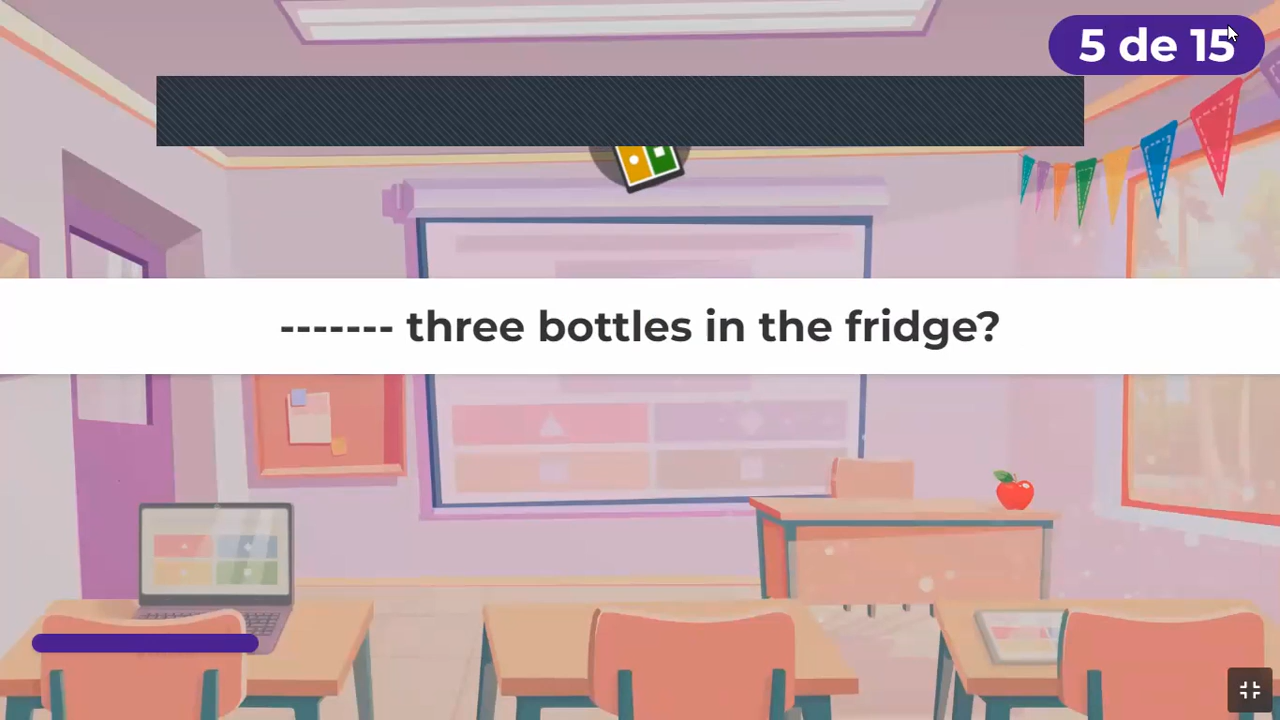 5 de 15
------- three bottles in the fridge?